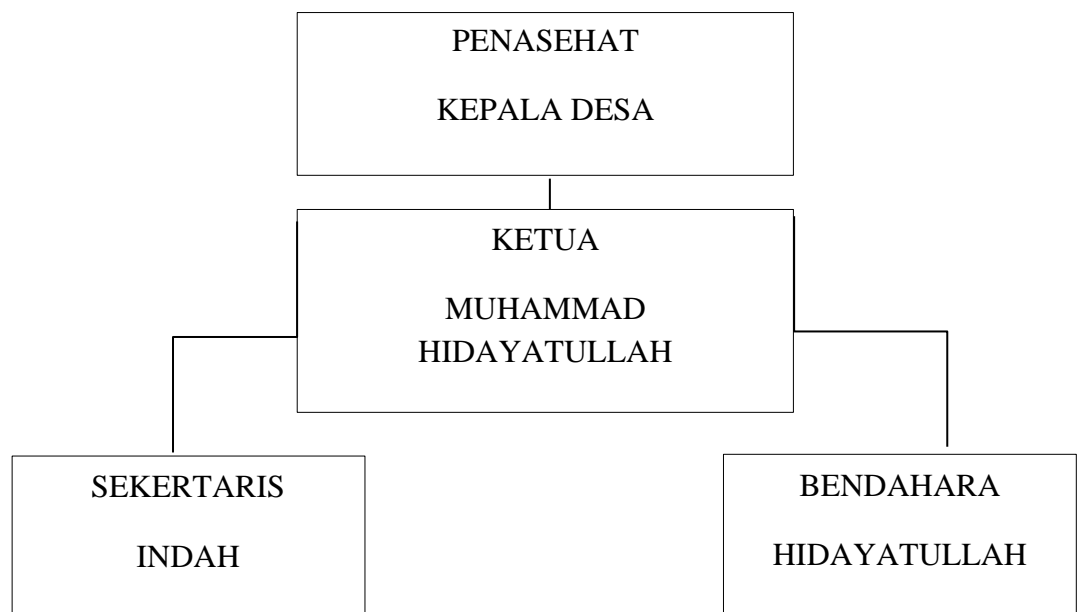 PENASEHAT
KEPALA DESA
KETUA
MUHAMMAD
HIDAYATULLAH
SEKERTARIS
INDAH
BENDAHARA
HIDAYATULLAH